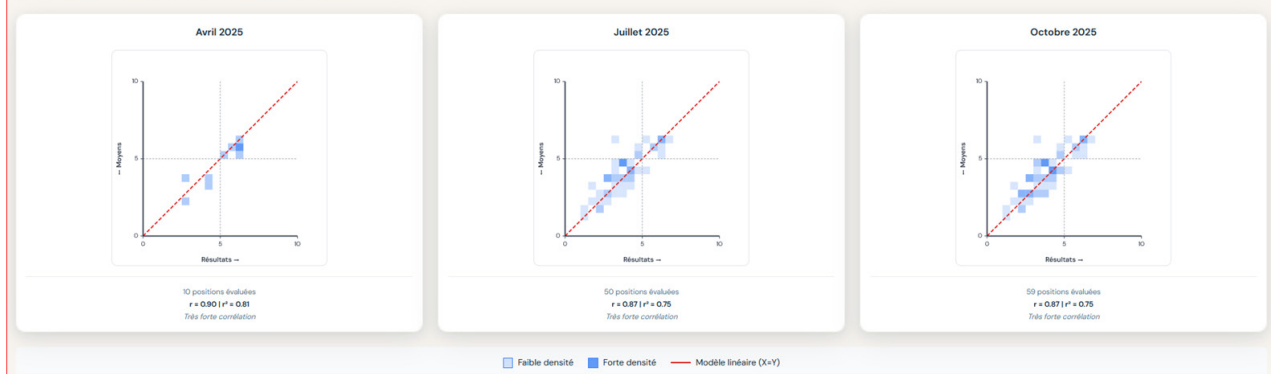 Avril 2025
10
← Moyens
5
0
0 5 10
Résultats →
10 positions évaluées
r = 0.90 | r² = 0.81
Très forte corrélation
Juillet 2025
10
← Moyens
5
0
0 5 10
Résultats →
50 positions évaluées
r = 0.87 | r² = 0.75
Très forte corrélation
Octobre 2025
10
← Moyens
5
0
0 5 10
Résultats →
59 positions évaluées
r = 0.87 | r² = 0.75
Très forte corrélation
Faible densité Forte densité Modèle linéaire (X=Y)